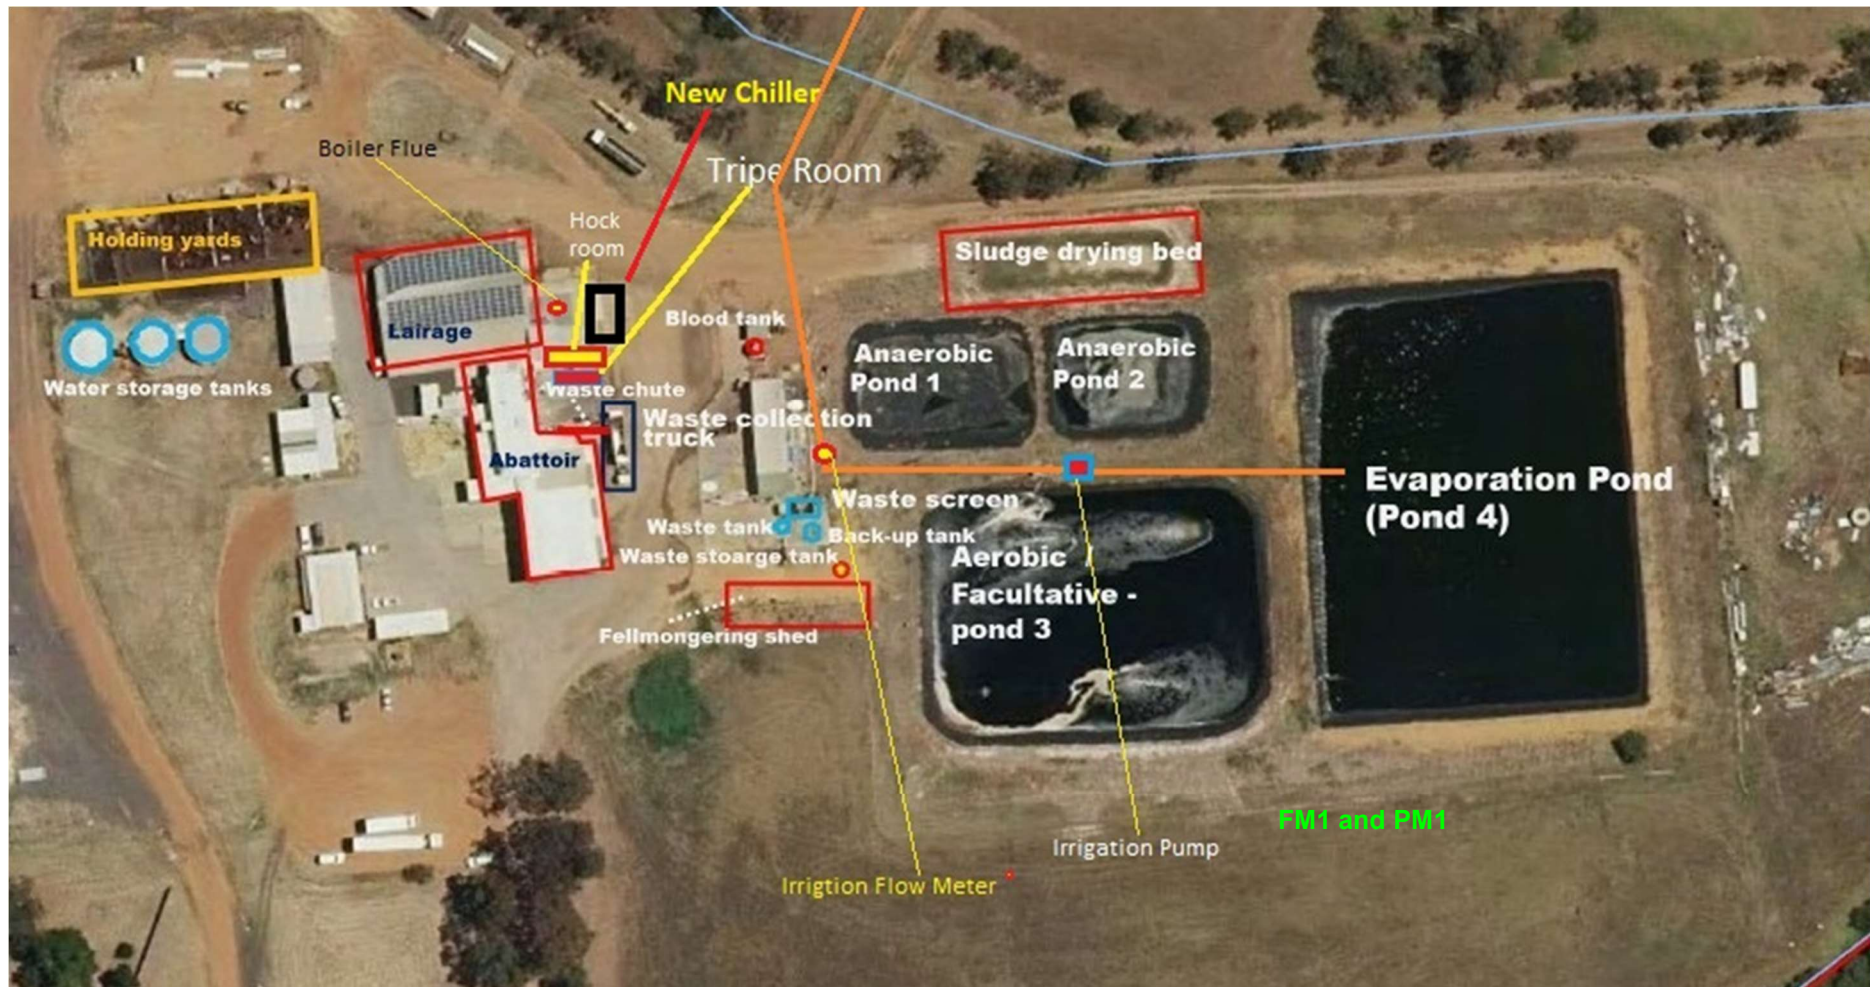 New Chiller
Boiler Flue
Tripe Room
Hock
room
Holding yards
Sludge drying bed
Lairage
Blood tank
Anaerobic
Pond 1
Anaerobic
Pond 2
Water storage tanks
Waste chute
Waste collection
truck
Abattoir
Evaporation Pond
(Pond 4)
Waste screen
Waste tank
Back-up tank
Waste stoarge tank
Aerobic /
Facultative -
pond 3
Fellmongering shed
FM1 and PM1
Irrigation Pump
Irrigtion Flow Meter